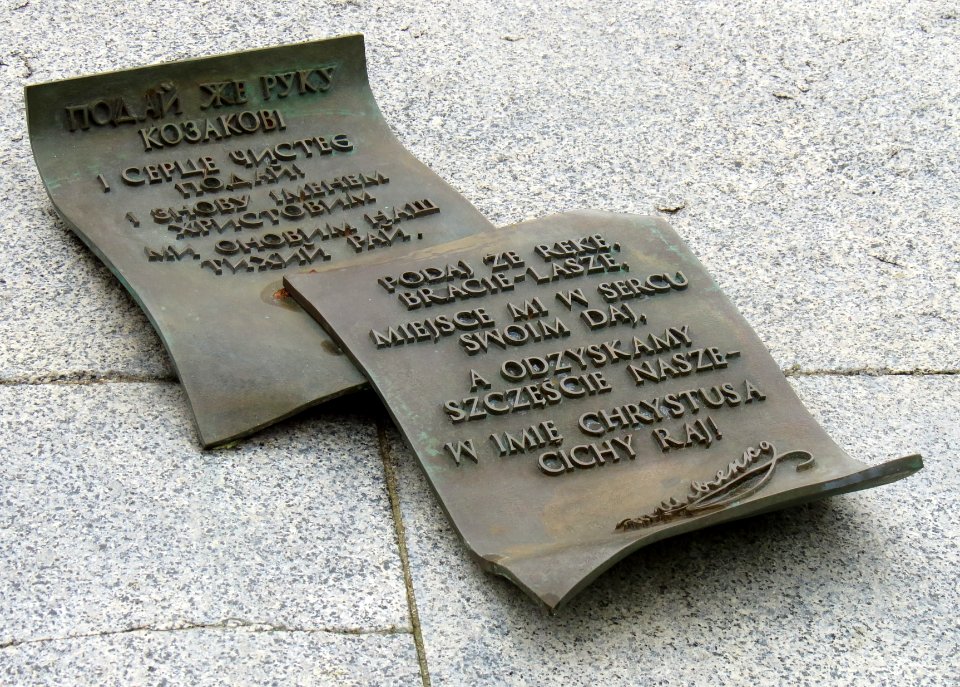 ПОДАЙ ЖЕ РУКУ
КОЗАКОВІ
І СЕРЦЕ ЧИСТЕЄ
ПОДАЙ!
І ЗНОВУ ІМЕНЕМ
ХРИСТОВИМ
МИ ОНОВИМ НАШ
ТИХИЙ РАЙ.
PODAJ ŻE RĘKĘ,
BRACIE-LASZE,
MIEJSCE MI W SERCU
SWOIM DAJ,
A ODZYSKAMY
SZCZĘŚCIE NASZE–
W IMIĘ CHRYSTUSA
CICHY RAJ!